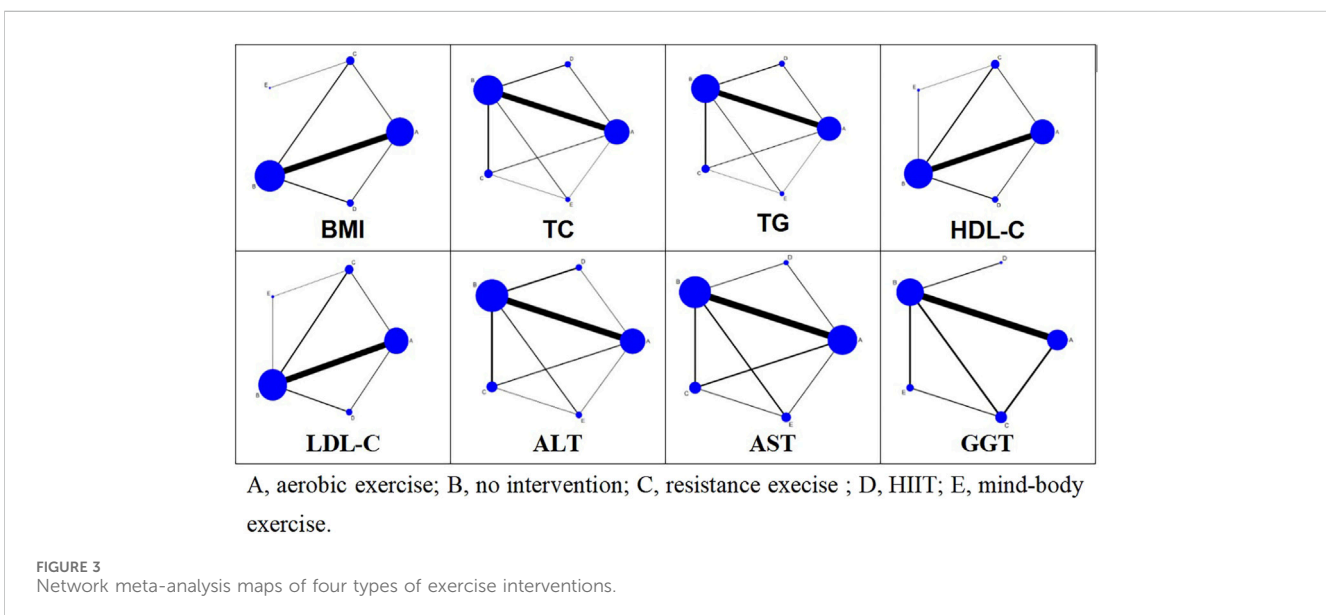 C
E
A
B
D
BMI
D
B
A
C
E
TC
D
B
A
C
E
TG
C
E
A
B
D
HDL-C
C
E
A
B
D
LDL-C
D
B
A
C
E
ALT
D
B
A
C
E
AST
D
B
A
E
C
GGT
A, aerobic exercise; B, no intervention; C, resistance execise ; D, HIIT; E, mind-body
exercise.
FIGURE 3
Network meta-analysis maps of four types of exercise interventions.